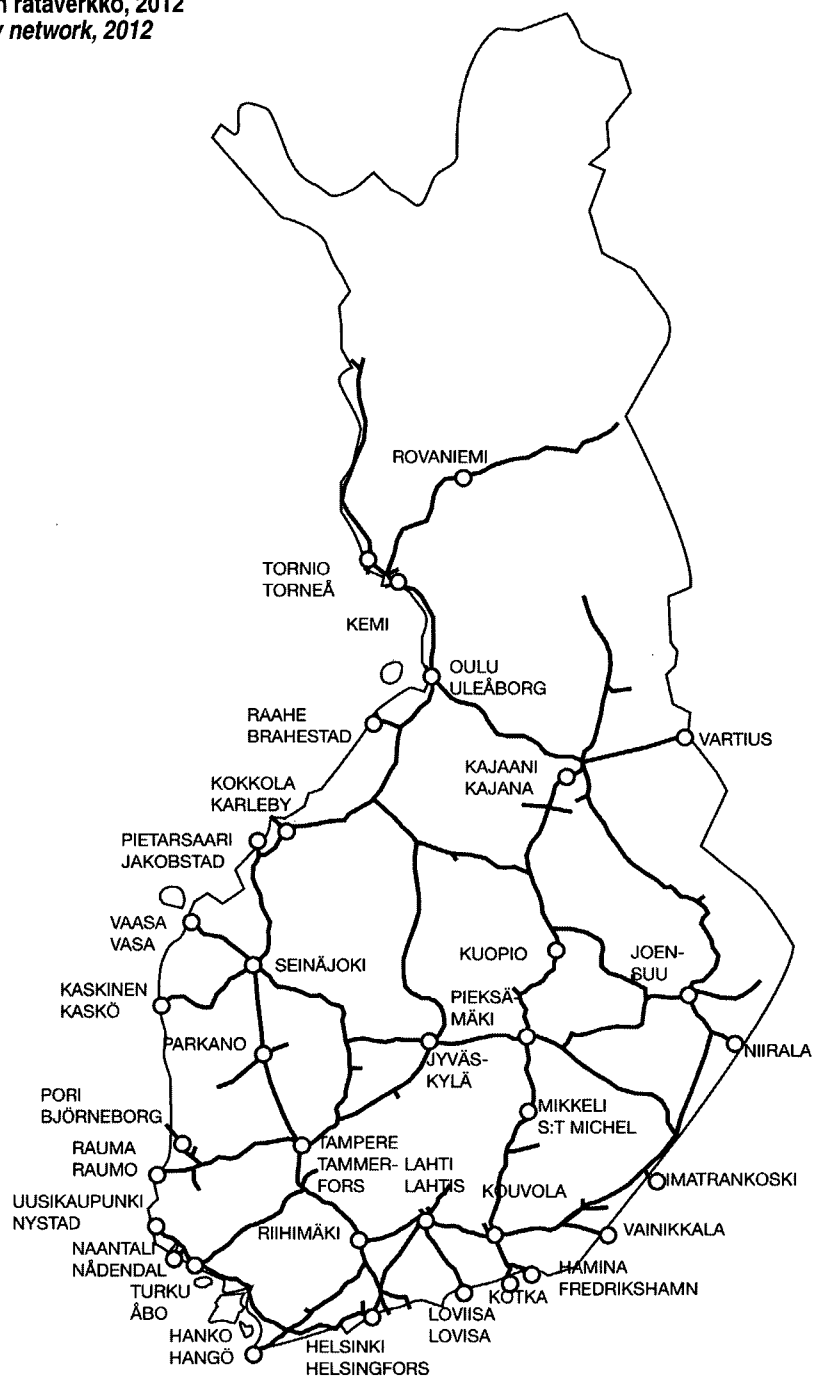 rataverkko, 2012
network, 2012
ROVANIEMI
TORNIO
TORNEÅ
KEMI
OULU
ULEÅBORG
RAAHE
BRAHESTAD
VARTIUS
KAJAANI
KAJANA
KOKKOLA
KARLEBY
PIETARSAARI
JAKOBSTAD
VAASA
VASA
KUOPIO
JOEN-
SUU
SEINÄJOKI
KASKINEN
KASKÖ
PIEKSÄ-
MÄKI
PARKANO
JYVÄS-
KYLÄ
NIIRALA
PORI
BJÖRNEBORG
MIKKELI
S:T MICHEL
RAUMA
RAUMO
TAMPERE
TAMMER-
FORS
LAHTI
LAHTIS
KOUVOLA
IMATRANKOSKI
UUSIKAUPUNKI
NYSTAD
RIIHIMÄKI
VAINIKKALA
NAANTALI
NÅDENDAL
TURKU
ÅBO
HAMINA
FREDRIKSHAMN
KOTKA
LOVIISA
LOVISA
HANKO
HANGÖ
HELSINKI
HELSINGFORS